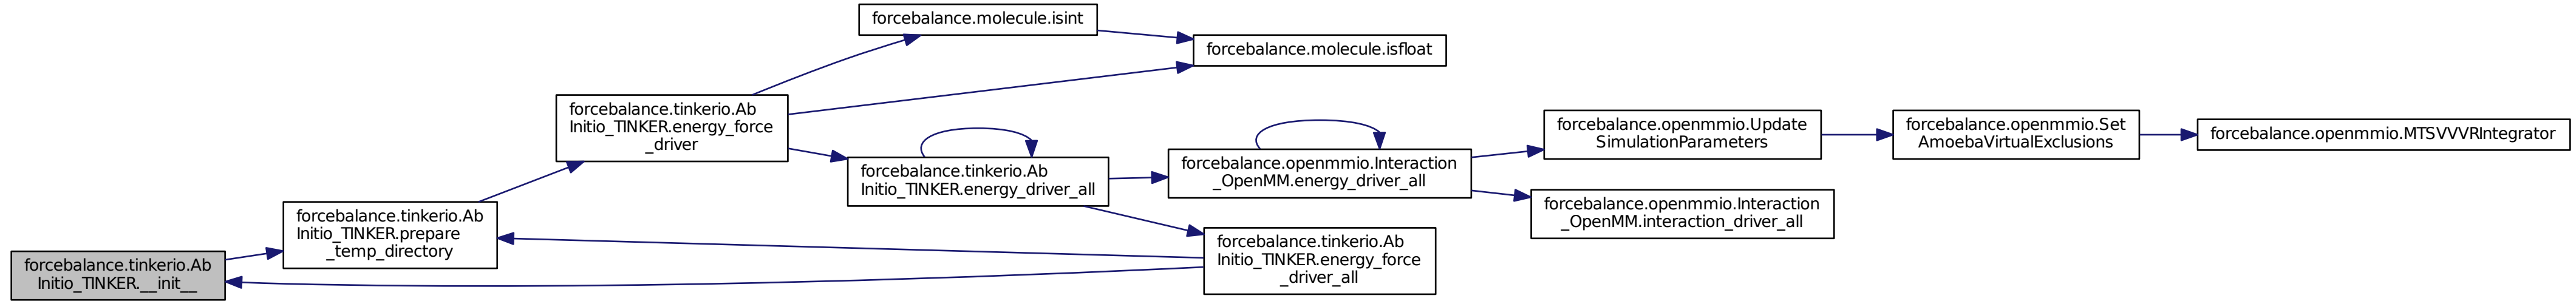 forcebalance.tinkerio.Ab
Initio_TINKER.__init__
forcebalance.tinkerio.Ab
Initio_TINKER.prepare
_temp_directory
forcebalance.tinkerio.Ab
Initio_TINKER.energy_force
_driver
forcebalance.molecule.isint
forcebalance.molecule.isfloat
forcebalance.tinkerio.Ab
Initio_TINKER.energy_driver_all
forcebalance.openmmio.Interaction
_OpenMM.energy_driver_all
forcebalance.tinkerio.Ab
Initio_TINKER.energy_force
_driver_all
forcebalance.openmmio.Update
SimulationParameters
forcebalance.openmmio.Interaction
_OpenMM.interaction_driver_all
forcebalance.openmmio.Set
AmoebaVirtualExclusions
forcebalance.openmmio.MTSVVVRIntegrator